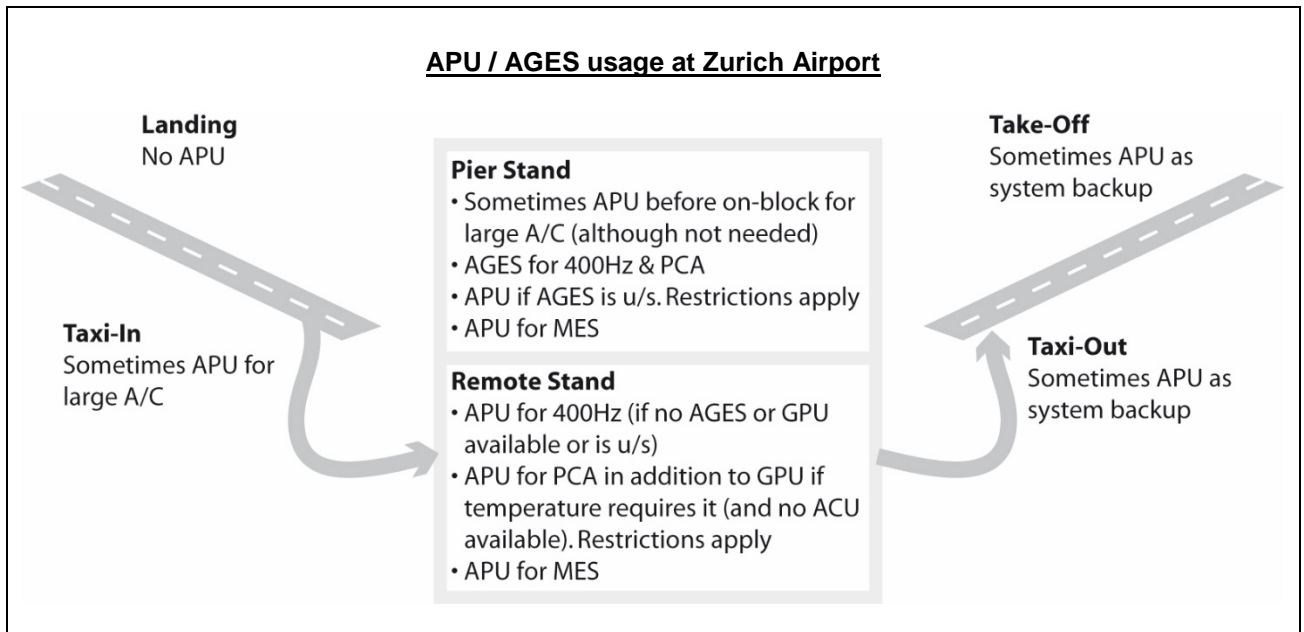 APU / AGES usage at Zurich Airport
Landing
No APU
Taxi-In
Sometimes APU for
large A/C
Pier Stand
• Sometimes APU before on-block for
large A/C (although not needed)
• AGES for 400Hz & PCA
• APU if AGES is u/s. Restrictions apply
• APU for MES
Remote Stand
• APU for 400Hz (if no AGES or GPU
available or is u/s)
• APU for PCA in addition to GPU if
temperature requires it (and no ACU
available). Restrictions apply
• APU for MES
Take-Off
Sometimes APU as
system backup
Taxi-Out
Sometimes APU as
system backup